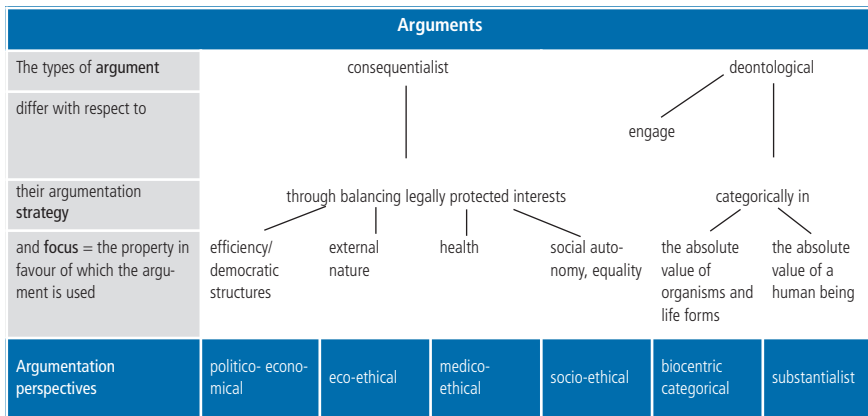 Arguments
The types of argument
consequentialist
deontological
differ with respect to
engage
their argumentation
strategy
through balancing legally protected interests
categorically in
and focus = the property in
favour of which the argu-
ment is used
efficiency/
democratic
structures
external
nature
health
social auto-
nomy, equality
the absolute
value of
organisms and
life forms
the absolute
value of a
human being
Argumentation
perspectives
politico- econo-
mical
eco-ethical
medico-
ethical
socio-ethical
biocentric
categorical
substantialist